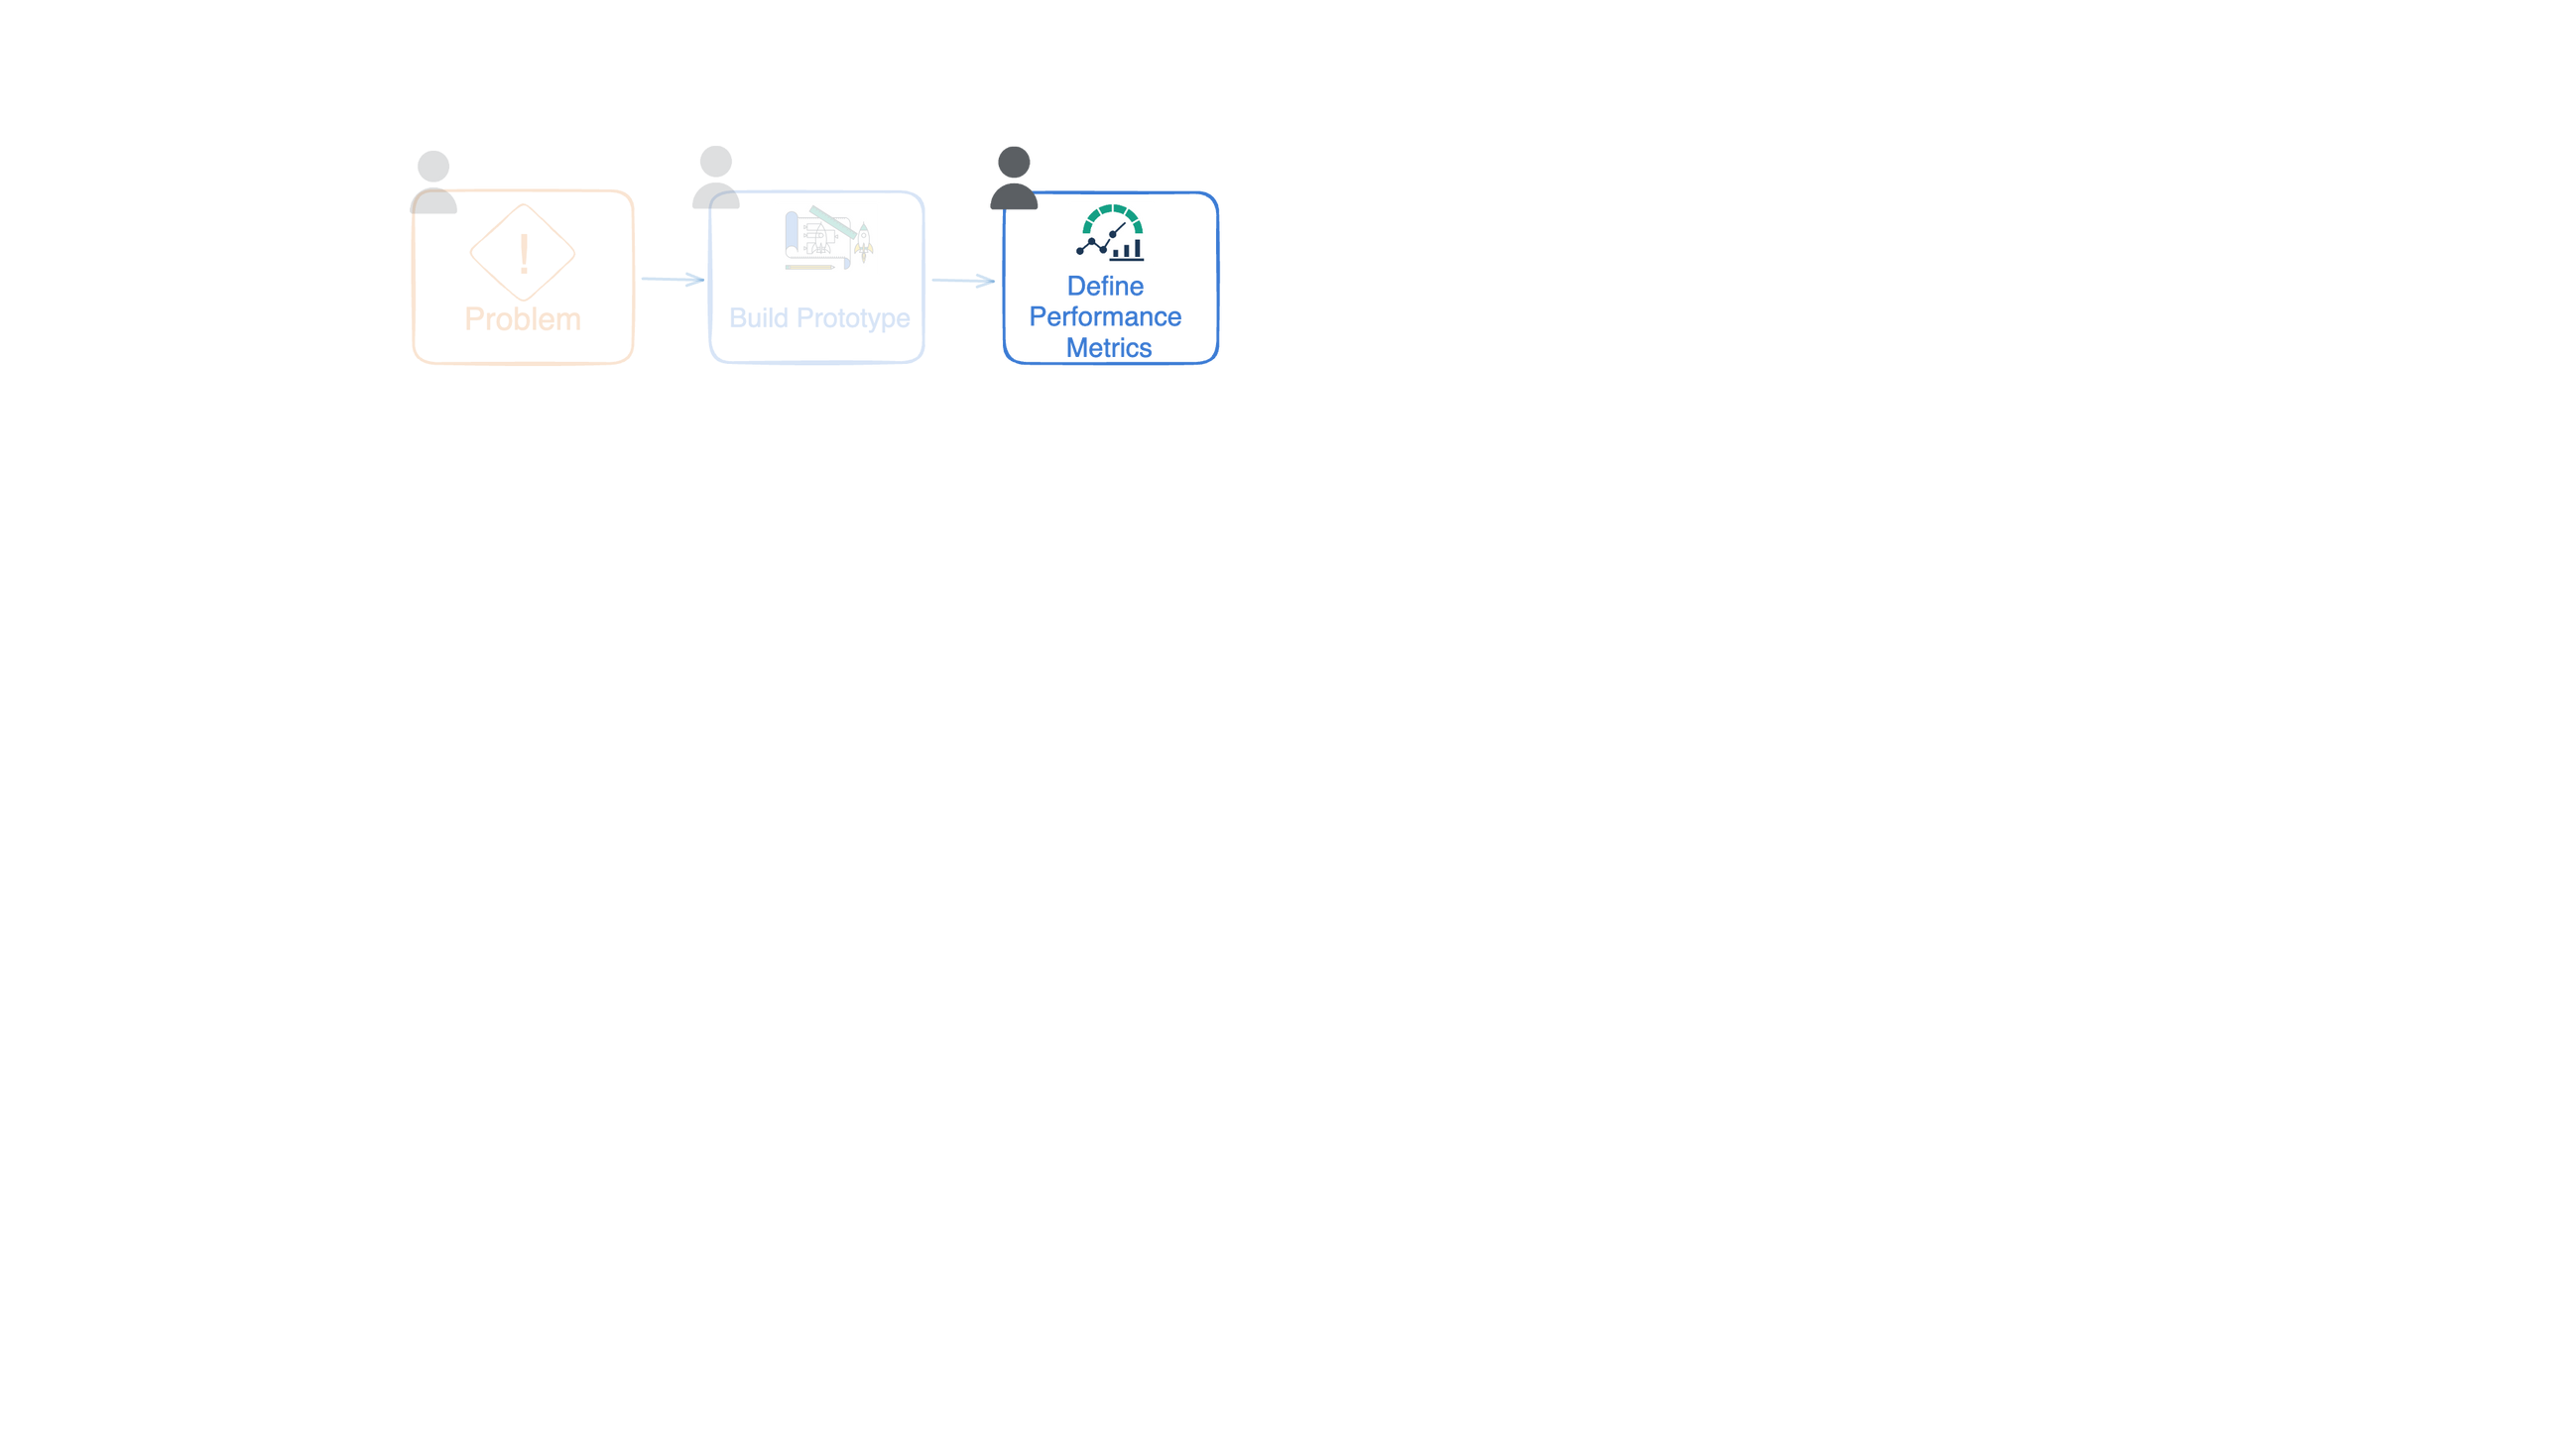 Problem
Build Prototype
Define
Performance
Metrics